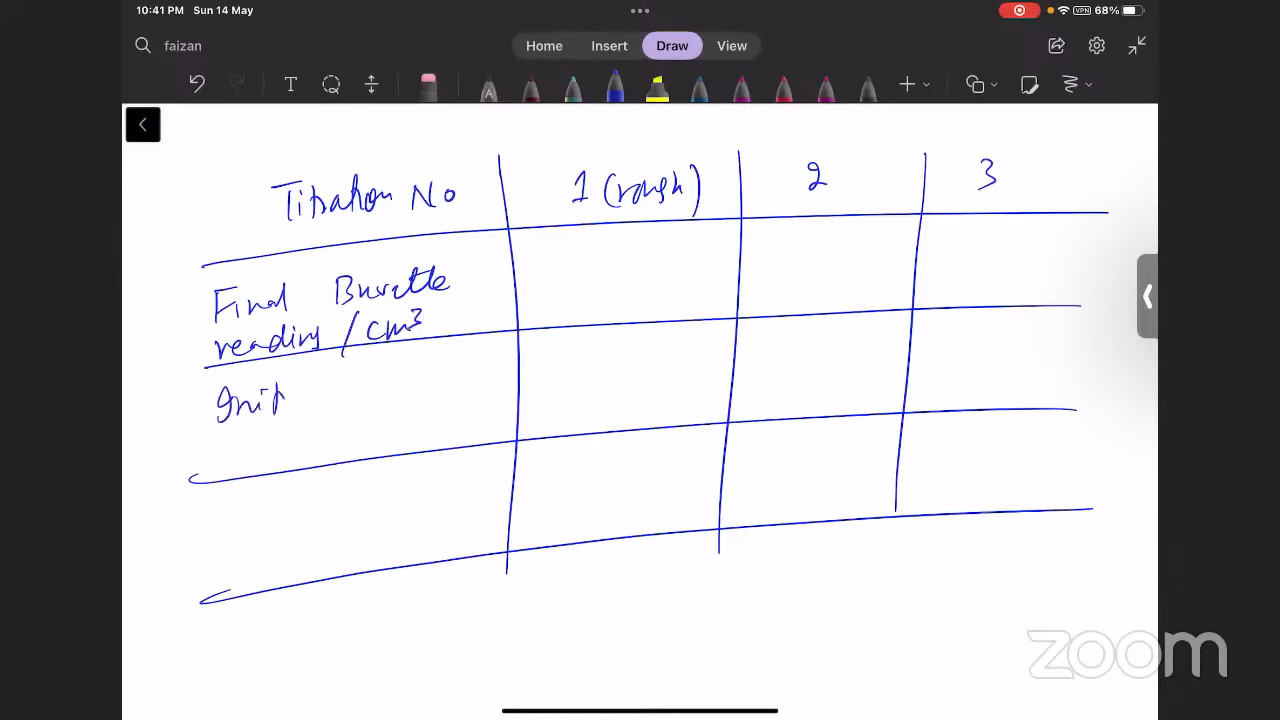 10:41 PM Sun 14 May
VPN 68%
faizan
Home Insert Draw View
T
A
Titration No 1 (rough) 2 3
Final Burette
reading / cm³
Init
zoom